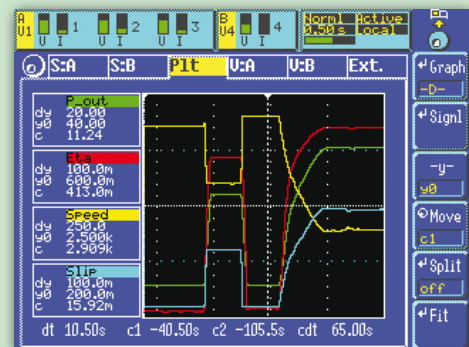 A U1 U I 1 U I 2 U I 3 B U4 U I 4 Norml Active
0.50 s Local
S:A S:B Plt V:A V:B Ext.
Graph
-D-
Signl
-y-
y0
Move
c1
Split
off
Fit
P_out
dy 20.00
y0 40.00
c 11.24
Eta
dy 100.0m
y0 600.0m
c 413.0m
Speed
dy 250.0
y0 2.500k
c 2.909k
Slip
dy 100.0m
y0 200.0m
c 15.92m
dt 10.50s c1 -40.50s c2 -105.5s cdt 65.00s